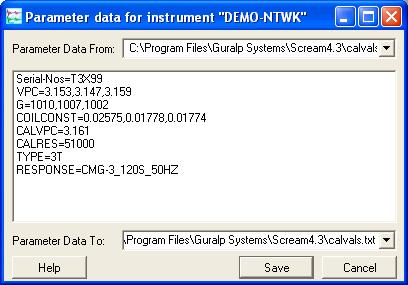 Parameter data for instrument "DEMO-NTWK"
Parameter Data From: C:\Program Files\Guralp Systems\Scream4.3\calvals
Serial-Nos=T3X99
VPC=3.153,3.147,3.159
G=1010,1007,1002
COILCONST=0.02575,0.01778,0.01774
CALVPC=3.161
CALRES=51000
TYPE=3T
RESPONSE=CMG-3_120S_50HZ
Parameter Data To: \Program Files\Guralp Systems\Scream4.3\calvals.txt
Help Save Cancel